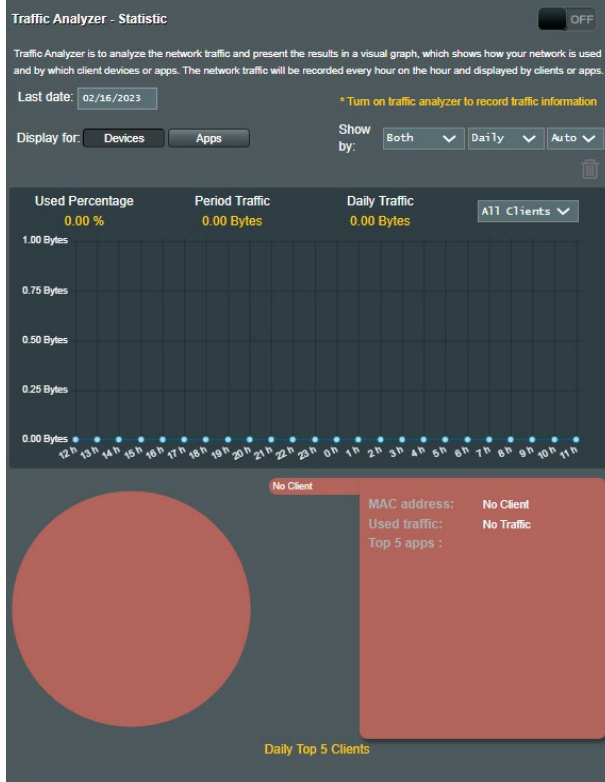 Traffic Analyzer - Statistic
OFF
Traffic Analyzer is to analyze the network traffic and present the results in a visual graph, which shows how your network is used
and by which client devices or apps. The network traffic will be recorded every hour on the hour and displayed by clients or apps.
Last date: 02/16/2023
* Turn on traffic analyzer to record traffic information
Display for: Devices Apps
Show by: Both Daily Auto
Used Percentage Period Traffic Daily Traffic
0.00 % 0.00 Bytes 0.00 Bytes
All Clients
1.00 Bytes
0.75 Bytes
0.50 Bytes
0.25 Bytes
0.00 Bytes
12 h 13 h 14 h 15 h 16 h 17 h 18 h 19 h 20 h 21 h 22 h 23 h 0 h 1 h 2 h 3 h 4 h 5 h 6 h 7 h 8 h 9 h 10 h 11 h
No Client
MAC address: No Client
Used traffic: No Traffic
Top 5 apps :
Daily Top 5 Clients